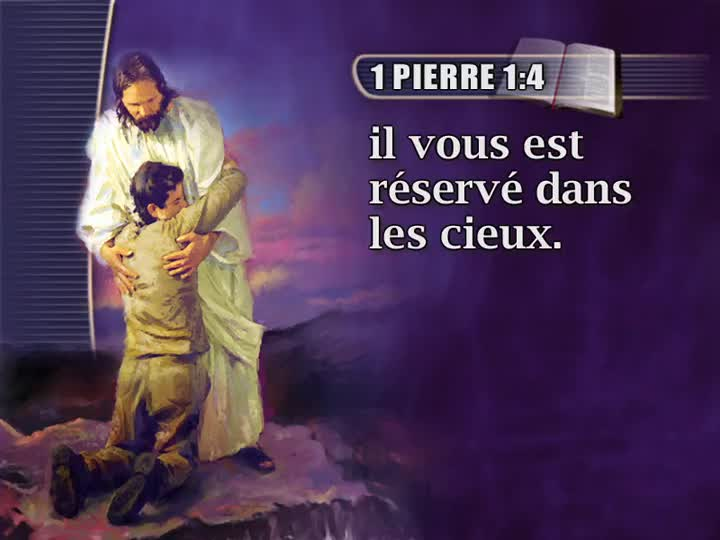 1 PIERRE 1:4
il vous est
réservé dans
les cieux.